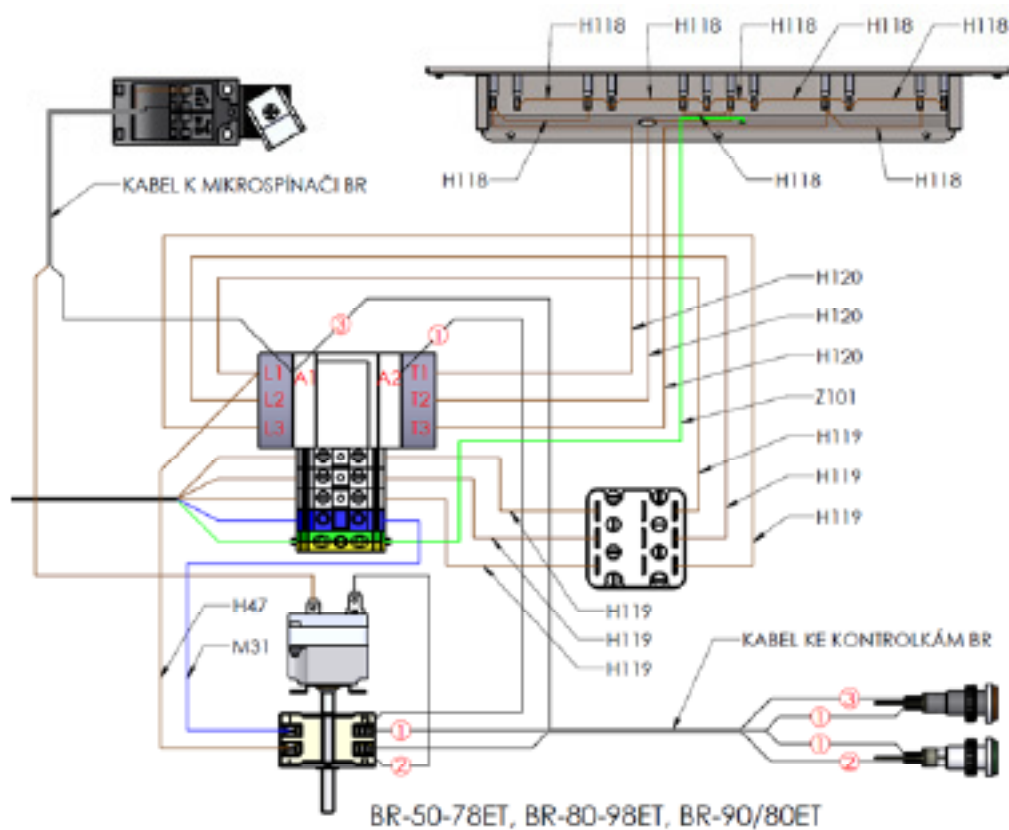 H118 H118 H118 H118 H118
KABEL K MIKROSPÍNAČI BR
H118 H118 H118
H120
③
H120
①
H120
L1 A1 A2 T1
L2 T2
Z101
L3 T3
H119
H119
H119
H119
H47
H119
M31
KABEL KE KONTROLKÁM BR
H119
③
①
①
①
②
②
BR-50-78ET, BR-80-98ET, BR-90/80ET